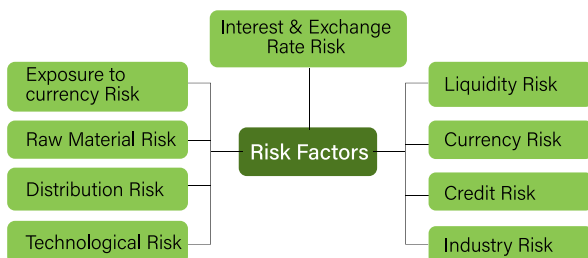 Interest & Exchange
Rate Risk
Exposure to
currency Risk
Raw Material Risk
Distribution Risk
Technological Risk
Risk Factors
Liquidity Risk
Currency Risk
Credit Risk
Industry Risk